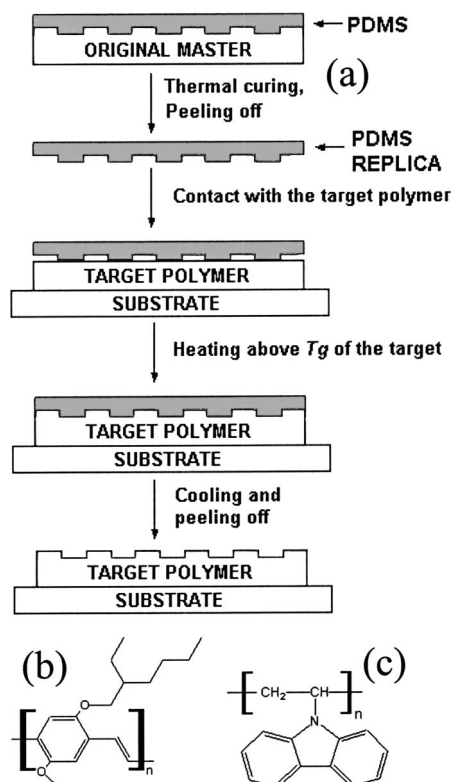 PDMS
ORIGINAL MASTER
(a)
Thermal curing,
Peeling off
PDMS
REPLICA
Contact with the target polymer
TARGET POLYMER
SUBSTRATE
Heating above Tg of the target
TARGET POLYMER
SUBSTRATE
Cooling and
peeling off
TARGET POLYMER
SUBSTRATE
(b)
O
O
n
(c)
CH2 CH
n
N